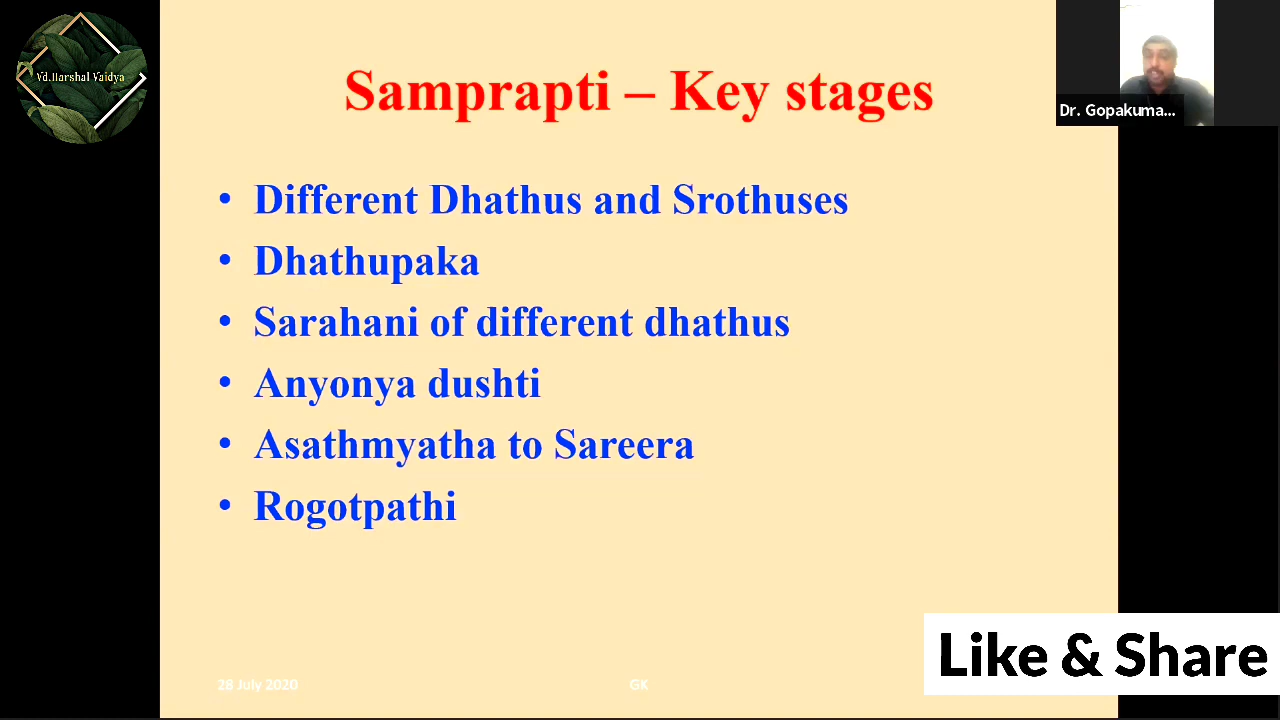 Vd.Harshal Vaidya
Samprapti – Key stages
Dr. Gopakuma...
• Different Dhathus and Srothuses
• Dhathupaka
• Sarahani of different dhathus
• Anyonya dushti
• Asathmyatha to Sareera
• Rogotpathi
Like & Share
28 July 2020
GK